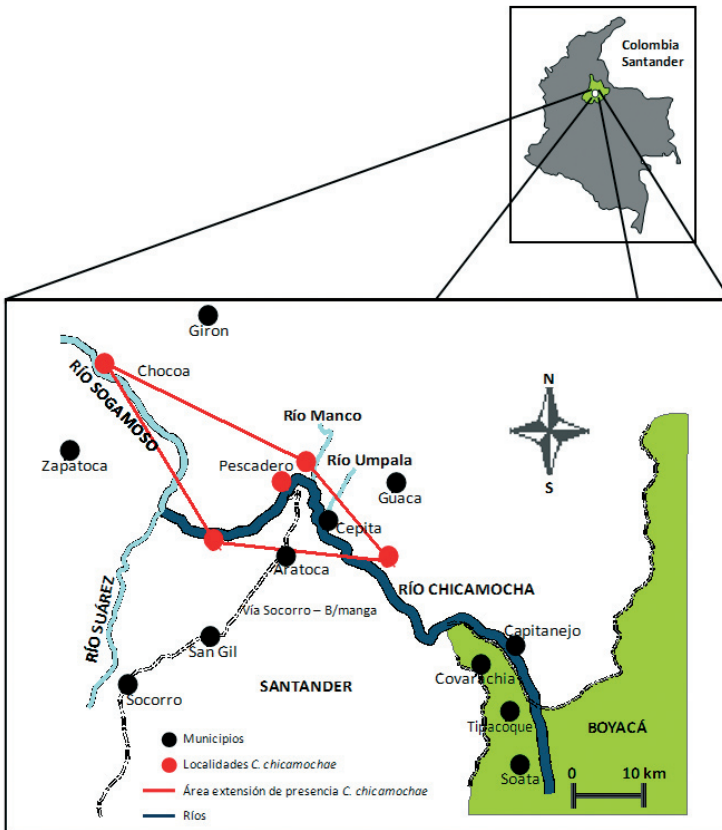 Colombia
Santander
Giron
Chocoa
RÍO SOGAMOSO
Río Manco
N
Zapatoca
Pescadero
Río Umpala
Guaca
S
Cepita
Aratoca
RÍO CHICAMOCHA
RÍO SUÁREZ
Vía Socorro – B/manga
San Gil
Capitanejo
Covarachia
Socorro
SANTANDER
Tipacoque
BOYACÁ
Soata
Municipios
Localidades C. chicamochae
Área extensión de presencia C. chicamochae
Ríos
0 10 km